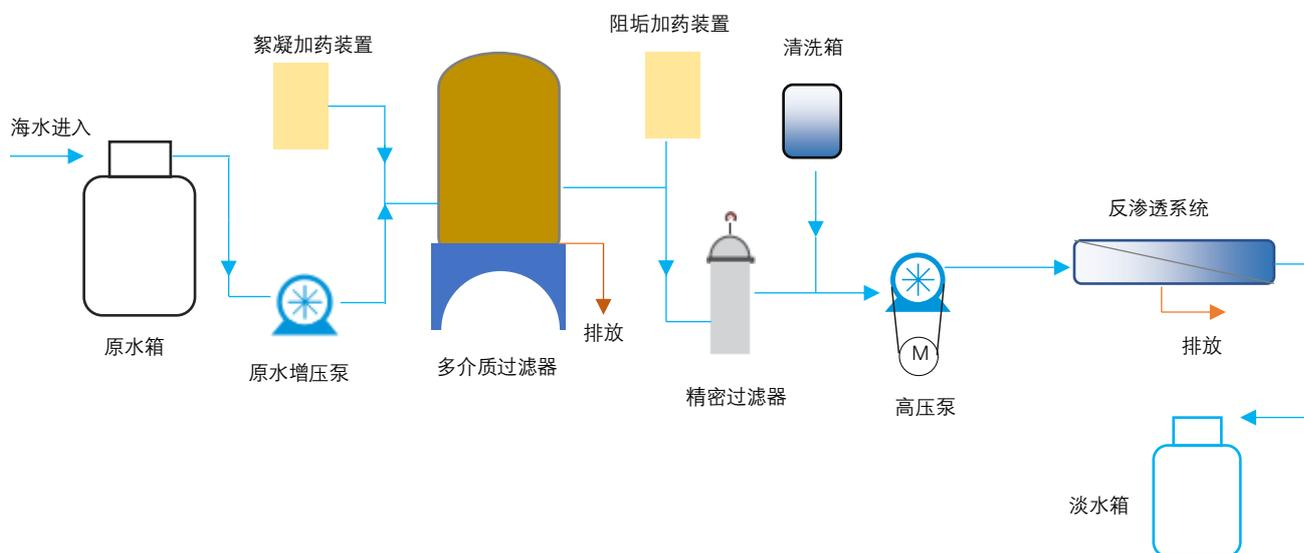 阻垢加药装置
絮凝加药装置
清洗箱
海水进入
反渗透系统
排放
排放
原水箱
原水增压泵
多介质过滤器
M
精密过滤器
高压泵
淡水箱